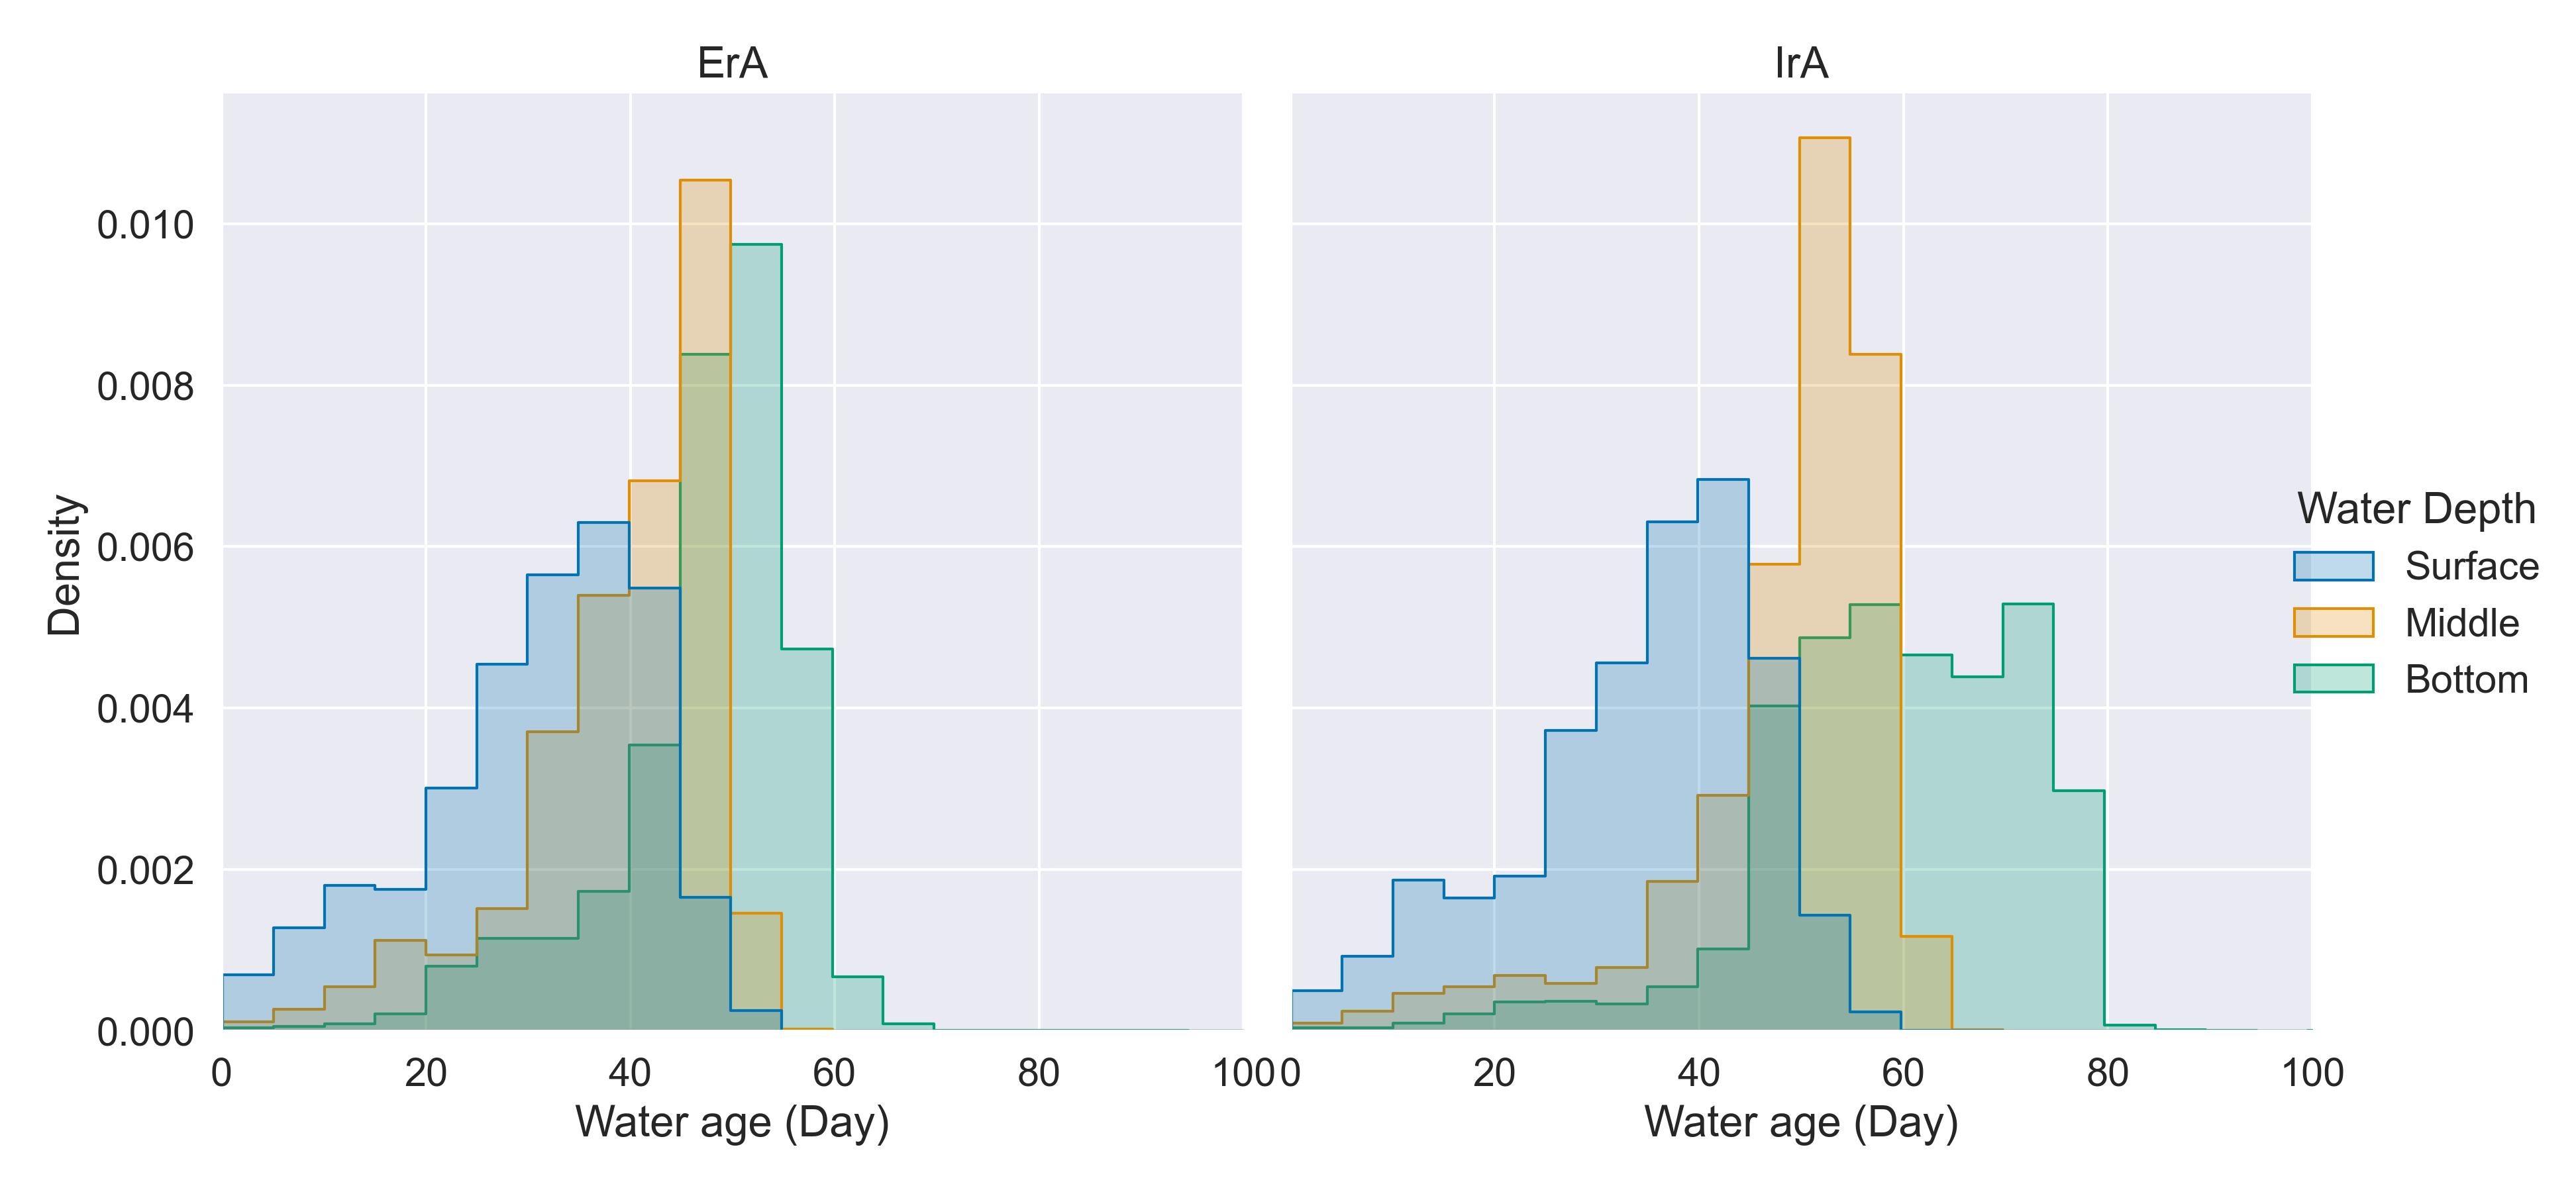 ErA
IrA
Density
0.010
0.008
0.006
0.004
0.002
0.000
0 20 40 60 80 100
0 20 40 60 80 100
Water age (Day)
Water age (Day)
Water Depth
Surface
Middle
Bottom